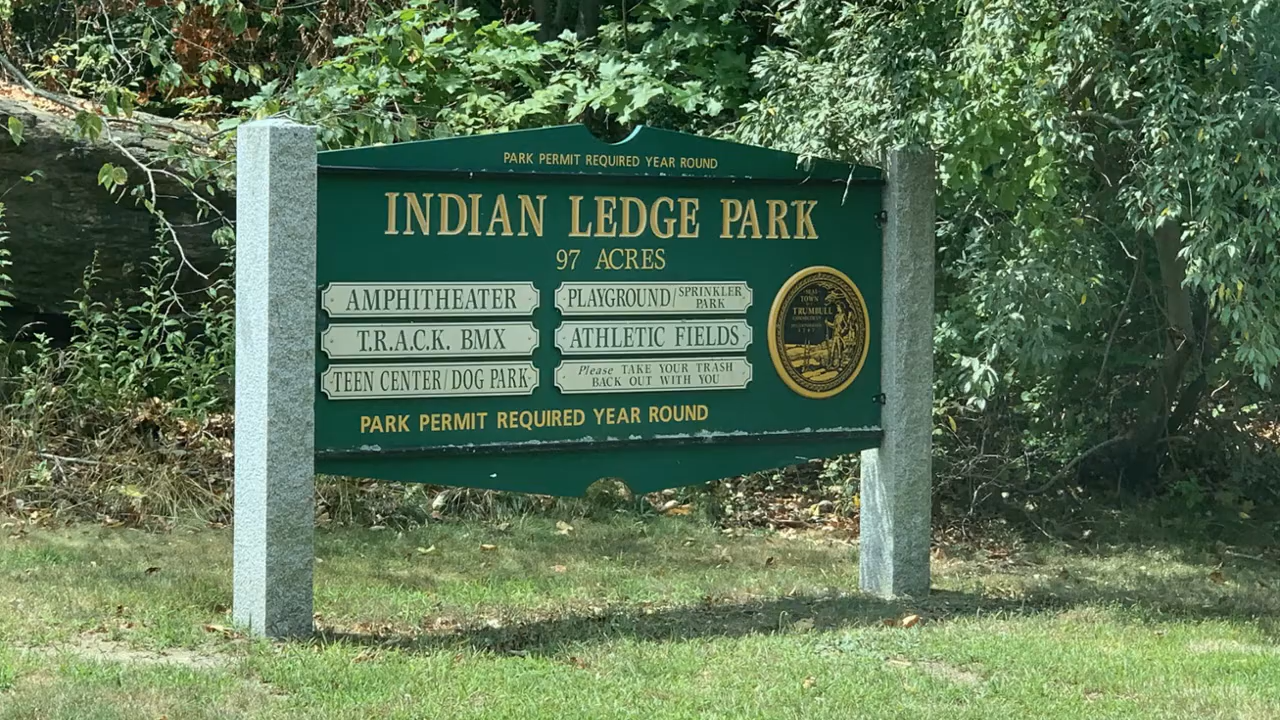 PARK PERMIT REQUIRED YEAR ROUND
INDIAN LEDGE PARK
97 ACRES
AMPHITHEATER
T.R.A.C.K. BMX
TEEN CENTER/DOG PARK
PLAYGROUND/SPRINKLER
PARK
ATHLETIC FIELDS
Please TAKE YOUR TRASH
BACK OUT WITH YOU
TOWN
TRUMBULL
PARK PERMIT REQUIRED YEAR ROUND